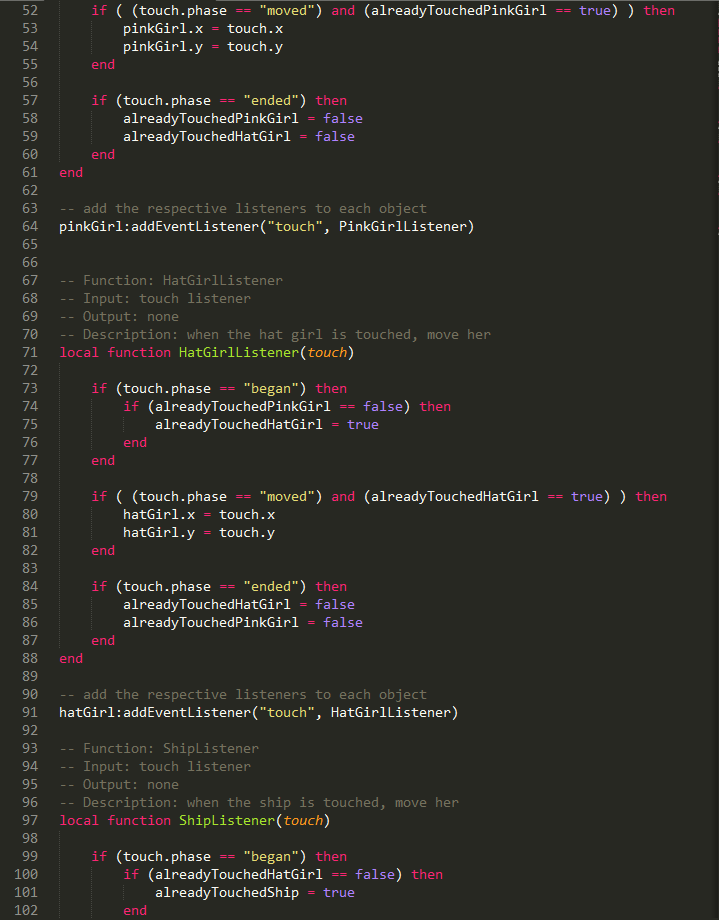 52 if ( (touch.phase == "moved") and (alreadyTouchedPinkGirl == true) ) then
53 pinkGirl.x = touch.x
54 pinkGirl.y = touch.y
55 end
56
57 if (touch.phase == "ended") then
58 alreadyTouchedPinkGirl = false
59 alreadyTouchedHatGirl = false
60 end
61 end
62
63 -- add the respective listeners to each object
64 pinkGirl:addEventListener("touch", PinkGirlListener)
65
66
67 -- Function: HatGirlListener
68 -- Input: touch listener
69 -- Output: none
70 -- Description: when the hat girl is touched, move her
71 local function HatGirlListener(touch)
72
73 if (touch.phase == "began") then
74 if (alreadyTouchedPinkGirl == false) then
75 alreadyTouchedHatGirl = true
76 end
77 end
78
79 if ( (touch.phase == "moved") and (alreadyTouchedHatGirl == true) ) then
80 hatGirl.x = touch.x
81 hatGirl.y = touch.y
82 end
83
84 if (touch.phase == "ended") then
85 alreadyTouchedHatGirl = false
86 alreadyTouchedPinkGirl = false
87 end
88 end
89
90 -- add the respective listeners to each object
91 hatGirl:addEventListener("touch", HatGirlListener)
92
93 -- Function: ShipListener
94 -- Input: touch listener
95 -- Output: none
96 -- Description: when the ship is touched, move her
97 local function ShipListener(touch)
98
99 if (touch.phase == "began") then
100 if (alreadyTouchedHatGirl == false) then
101 alreadyTouchedShip = true
102 end